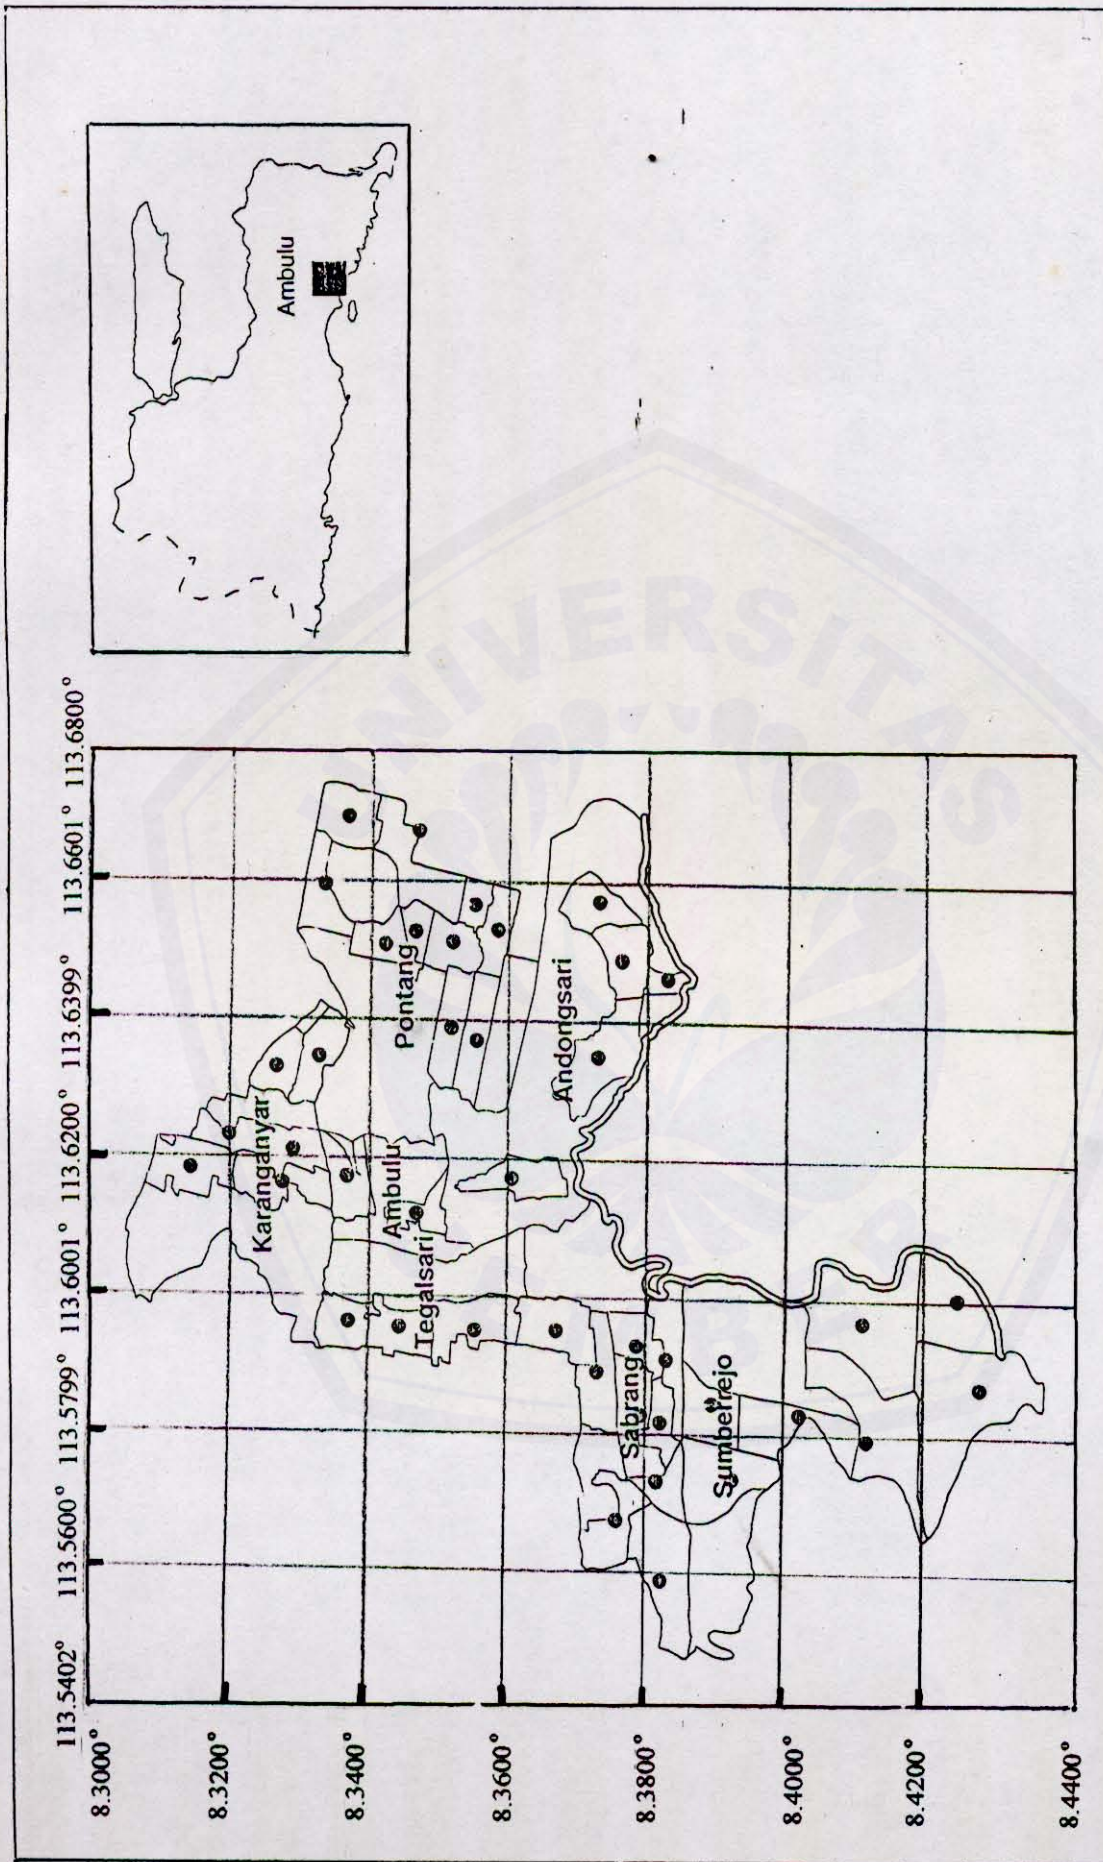 113.5402° 113.5600° 113.5799° 113.6001° 113.6200° 113.6399° 113.6601° 113.6800°
8.3000°
8.3200°
8.3400°
8.3600°
8.3800°
8.4000°
8.4200°
8.4400°
Karanganyar
Ambulu
Tegalsari
Pontang
Andongsari
Sabrang
Sumberrejo
Ambulu
UNIVERSITAS